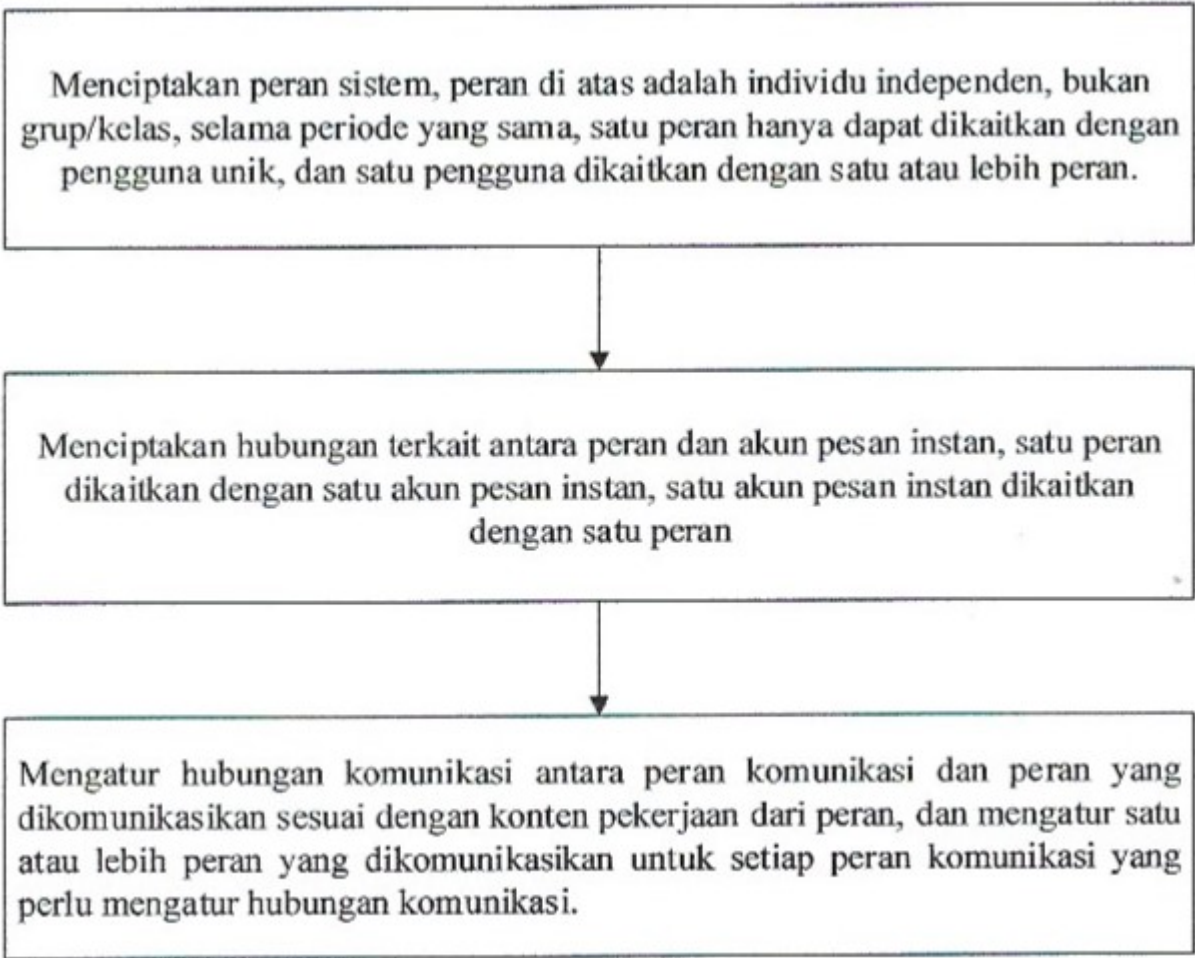 Menciptakan peran sistem, peran di atas adalah individu independen, bukan
grup/kelas, selama periode yang sama, satu peran hanya dapat dikaitkan dengan
pengguna unik, dan satu pengguna dikaitkan dengan satu atau lebih peran.
Menciptakan hubungan terkait antara peran dan akun pesan instan, satu peran
dikaitkan dengan satu akun pesan instan, satu akun pesan instan dikaitkan
dengan satu peran
Mengatur hubungan komunikasi antara peran komunikasi dan peran yang
dikomunikasikan sesuai dengan konten pekerjaan dari peran, dan mengatur satu
atau lebih peran yang dikomunikasikan untuk setiap peran komunikasi yang
perlu mengatur hubungan komunikasi.